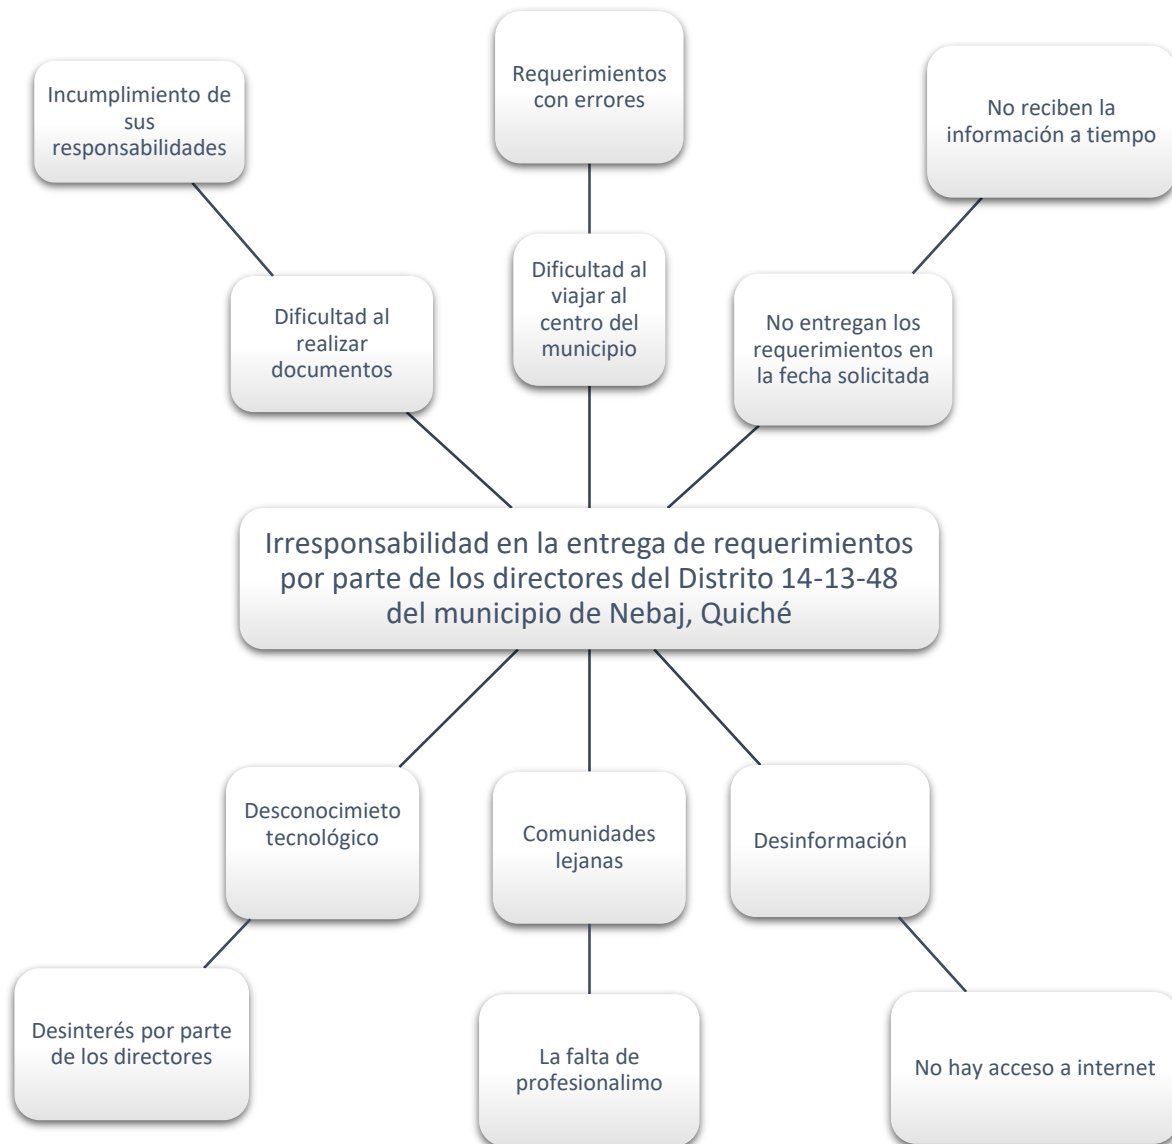 Requerimientos
con errores
Incumplimiento de
sus
responsabilidades
No reciben la
información a tiempo
Dificultad al
realizar
documentos
Dificultad al
viajar al
centro del
municipio
No entregan los
requerimientos en
la fecha solicitada
Irresponsabilidad en la entrega de requerimientos
por parte de los directores del Distrito 14-13-48
del municipio de Nebaj, Quiché
Desconocimieto
tecnológico
Comunidades
lejanas
Desinformación
Desinterés por parte
de los directores
La falta de
profesionalimo
No hay acceso a internet